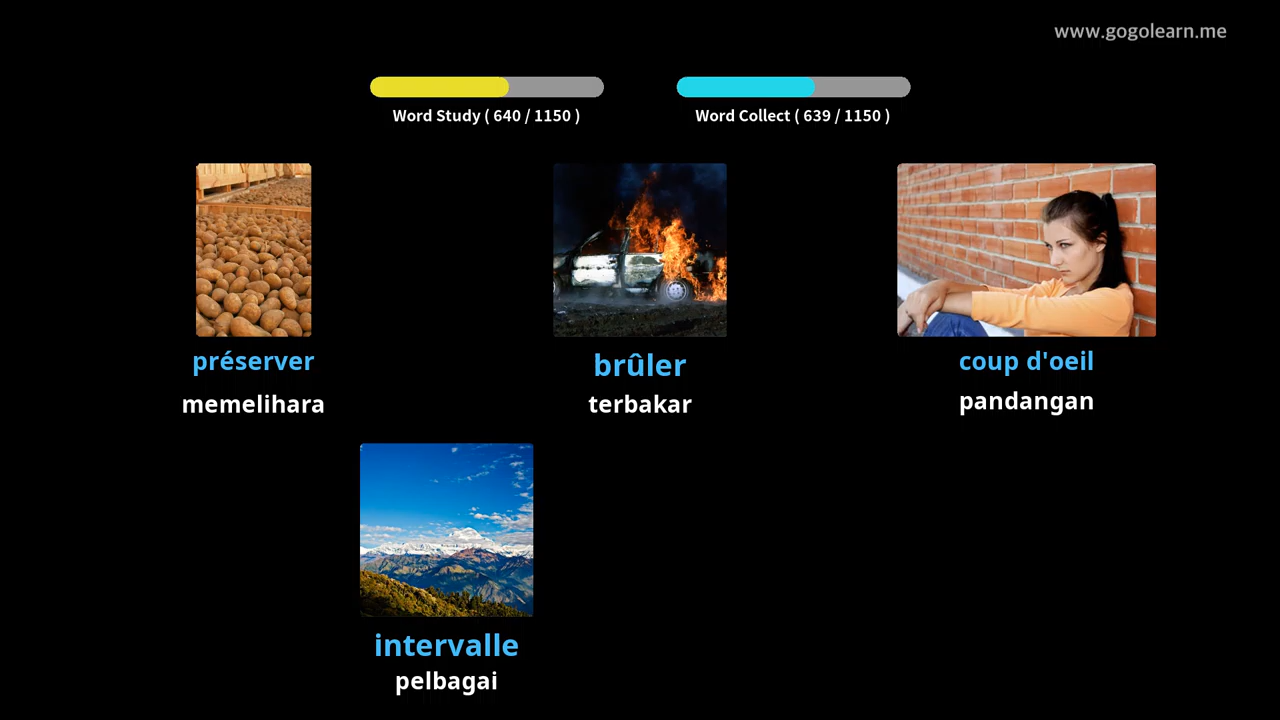 www.gogolearn.me
Word Study ( 640 / 1150 )
Word Collect ( 639 / 1150 )
préserver
memelihara
brûler
terbakar
coup d'oeil
pandangan
intervalle
pelbagai